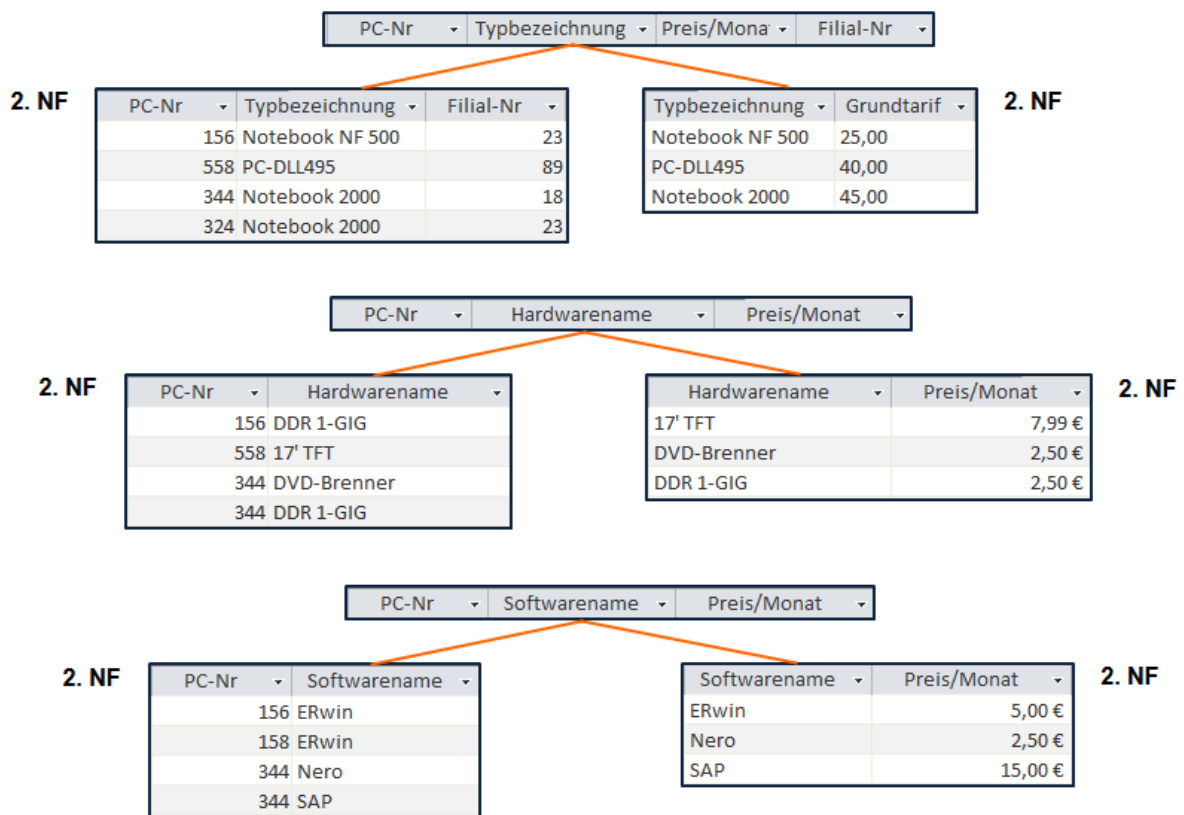 PC-Nr Typbezeichnung Preis/Mona Filial-Nr
2. NF
PC-Nr Typbezeichnung Filial-Nr
156 Notebook NF 500 23
558 PC-DLL495 89
344 Notebook 2000 18
324 Notebook 2000 23
Typbezeichnung Grundtarif
Notebook NF 500 25,00
PC-DLL495 40,00
Notebook 2000 45,00
2. NF
PC-Nr Hardwarename Preis/Monat
2. NF
PC-Nr Hardwarename
156 DDR 1-GIG
558 17' TFT
344 DVD-Brenner
344 DDR 1-GIG
Hardwarename Preis/Monat
17' TFT 7,99 €
DVD-Brenner 2,50 €
DDR 1-GIG 2,50 €
2. NF
PC-Nr Softwarename Preis/Monat
2. NF
PC-Nr Softwarename
156 ERwin
158 ERwin
344 Nero
344 SAP
Softwarename Preis/Monat
ERwin 5,00 €
Nero 2,50 €
SAP 15,00 €
2. NF